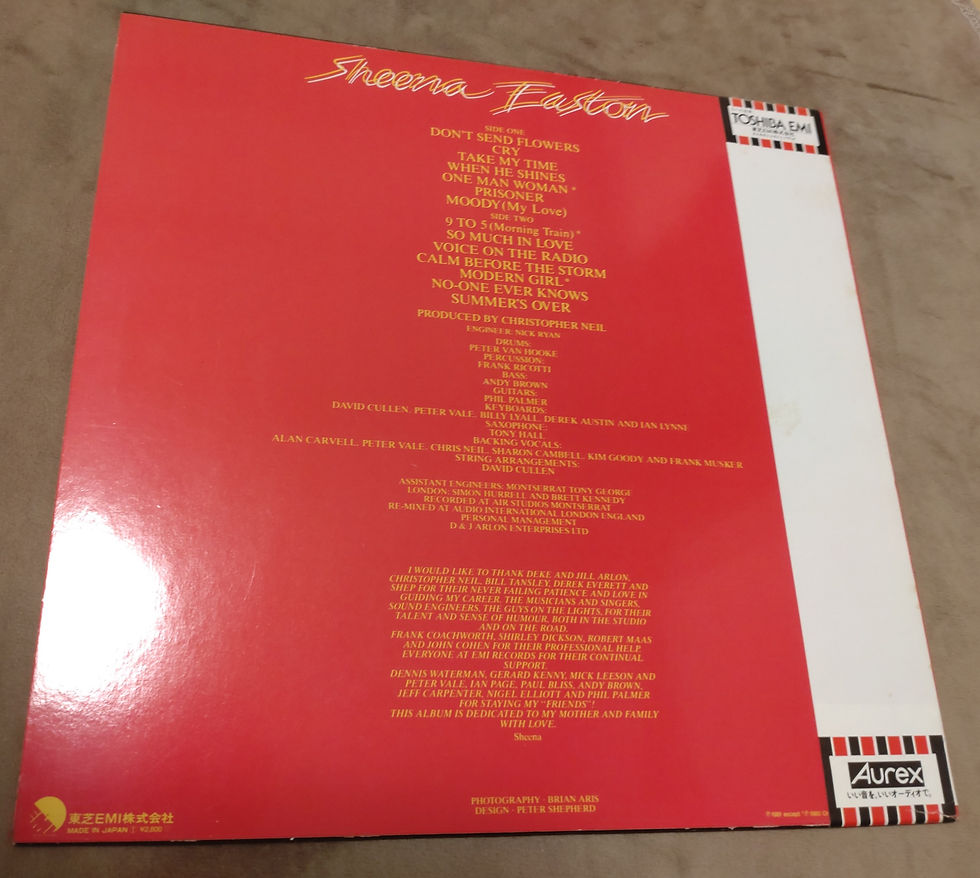 Sheena Easton
SIDE ONE
DON'T SEND FLOWERS
CRY
TAKE MY TIME
WHEN HE SHINES
ONE MAN WOMAN*
PRISONER
MOODY (My Love)
SIDE TWO
9 TO 5 (Morning Train)*
SO MUCH IN LOVE
VOICE ON THE RADIO
CALM BEFORE THE STORM
MODERN GIRL*
NO-ONE EVER KNOWS
SUMMER'S OVER
PRODUCED BY CHRISTOPHER NEIL
ENGINEER: NICK RYAN
DRUMS:
PETER VAN HOOKE
PERCUSSION:
FRANK RICOTTI
BASS:
ANDY BROWN
GUITARS:
PHIL PALMER
KEYBOARDS:
DAVID CULLEN. PETER VALE. BILLY LYALL. DEREK AUSTIN AND IAN LYNNE
SAXOPHONE:
TONY HALL
BACKING VOCALS:
ALAN CARVELL. PETER VALE. CHRIS NEIL. SHARON CAMBELL. KIM GOODY AND FRANK MUSKER
STRING ARRANGEMENTS:
DAVID CULLEN
ASSISTANT ENGINEERS: MONTSERRAT TONY GEORGE
LONDON: SIMON HURRELL AND BRETT KENNEDY
RECORDED AT AIR STUDIOS MONTSERRAT
RE-MIXED AT AUDIO INTERNATIONAL LONDON ENGLAND
PERSONAL MANAGEMENT
D & J ARLON ENTERPRISES LTD
I WOULD LIKE TO THANK DEKE AND JILL ARLON,
CHRISTOPHER NEIL, BILL TANSLEY, DEREK EVERETT AND
SHEP FOR THEIR NEVER FAILING PATIENCE AND LOVE IN
GUIDING MY CAREER. THE MUSICIANS AND SINGERS,
SOUND ENGINEERS, THE GUYS ON THE LIGHTS, FOR THEIR
TALENT AND SENSE OF HUMOUR, BOTH IN THE STUDIO
AND ON THE ROAD.
FRANK COACHWORTH, SHIRLEY DICKSON, ROBERT MAAS
AND JOHN COHEN FOR THEIR PROFESSIONAL HELP.
EVERYONE AT EMI RECORDS FOR THEIR CONTINUAL
SUPPORT.
DENNIS WATERMAN, GERARD KENNY, MICK LEESON AND
PETER VALE, IAN PAGE, PAUL BLISS, ANDY BROWN,
JEFF CARPENTER, NIGEL ELLIOTT AND PHIL PALMER
FOR STAYING MY "FRIENDS"!
THIS ALBUM IS DEDICATED TO MY MOTHER AND FAMILY
WITH LOVE.
Sheena
PHOTOGRAPHY · BRIAN ARIS
DESIGN · PETER SHEPHERD
東芝EMI株式会社
MADE IN JAPAN ¥2,800
TOSHIBA EMI
東芝EMI株式会社
Aurex
いい音を、いいオーディオで。